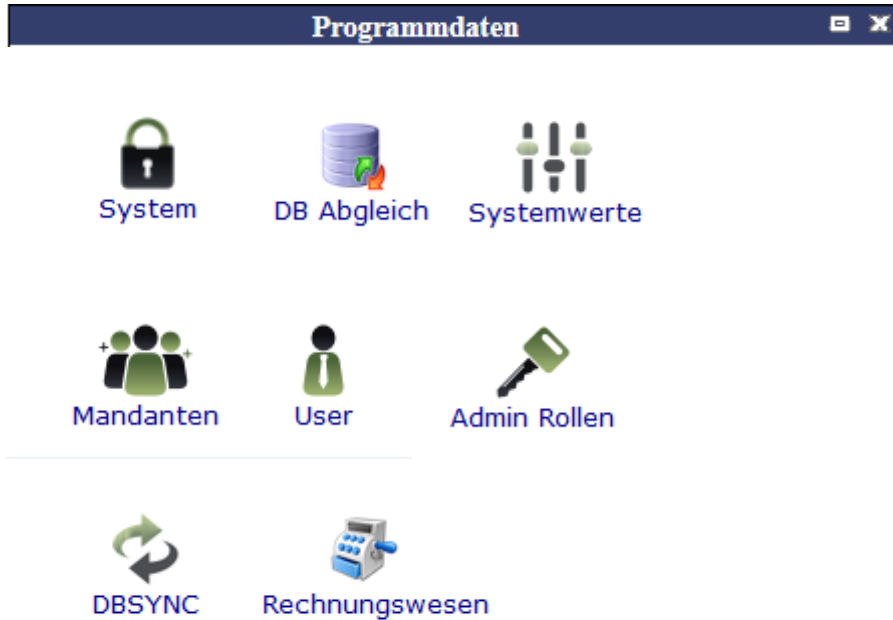 Programmdaten
System
DB Abgleich
Systemwerte
Mandanten
User
Admin Rollen
DBSYNC
Rechnungswesen